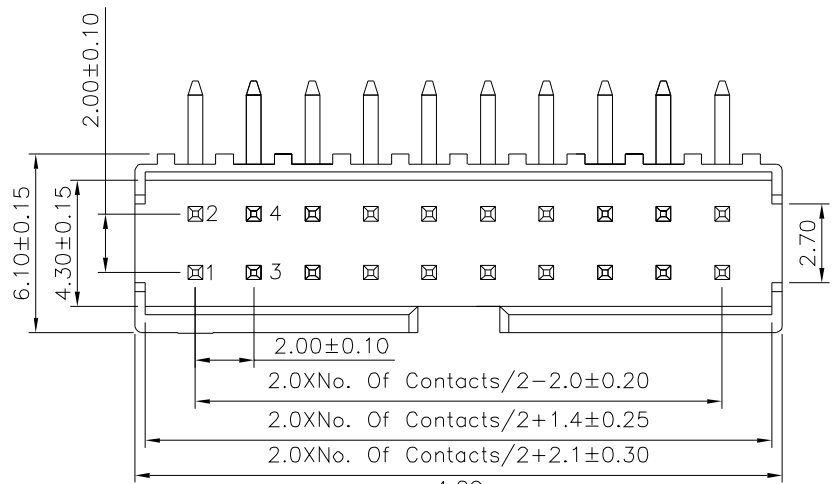 2.00±0.10
6.10±0.15
4.30±0.15
2 4
1 3
2.70
2.00±0.10
2.0XNo. Of Contacts/2-2.0±0.20
2.0XNo. Of Contacts/2+1.4±0.25
2.0XNo. Of Contacts/2+2.1±0.30